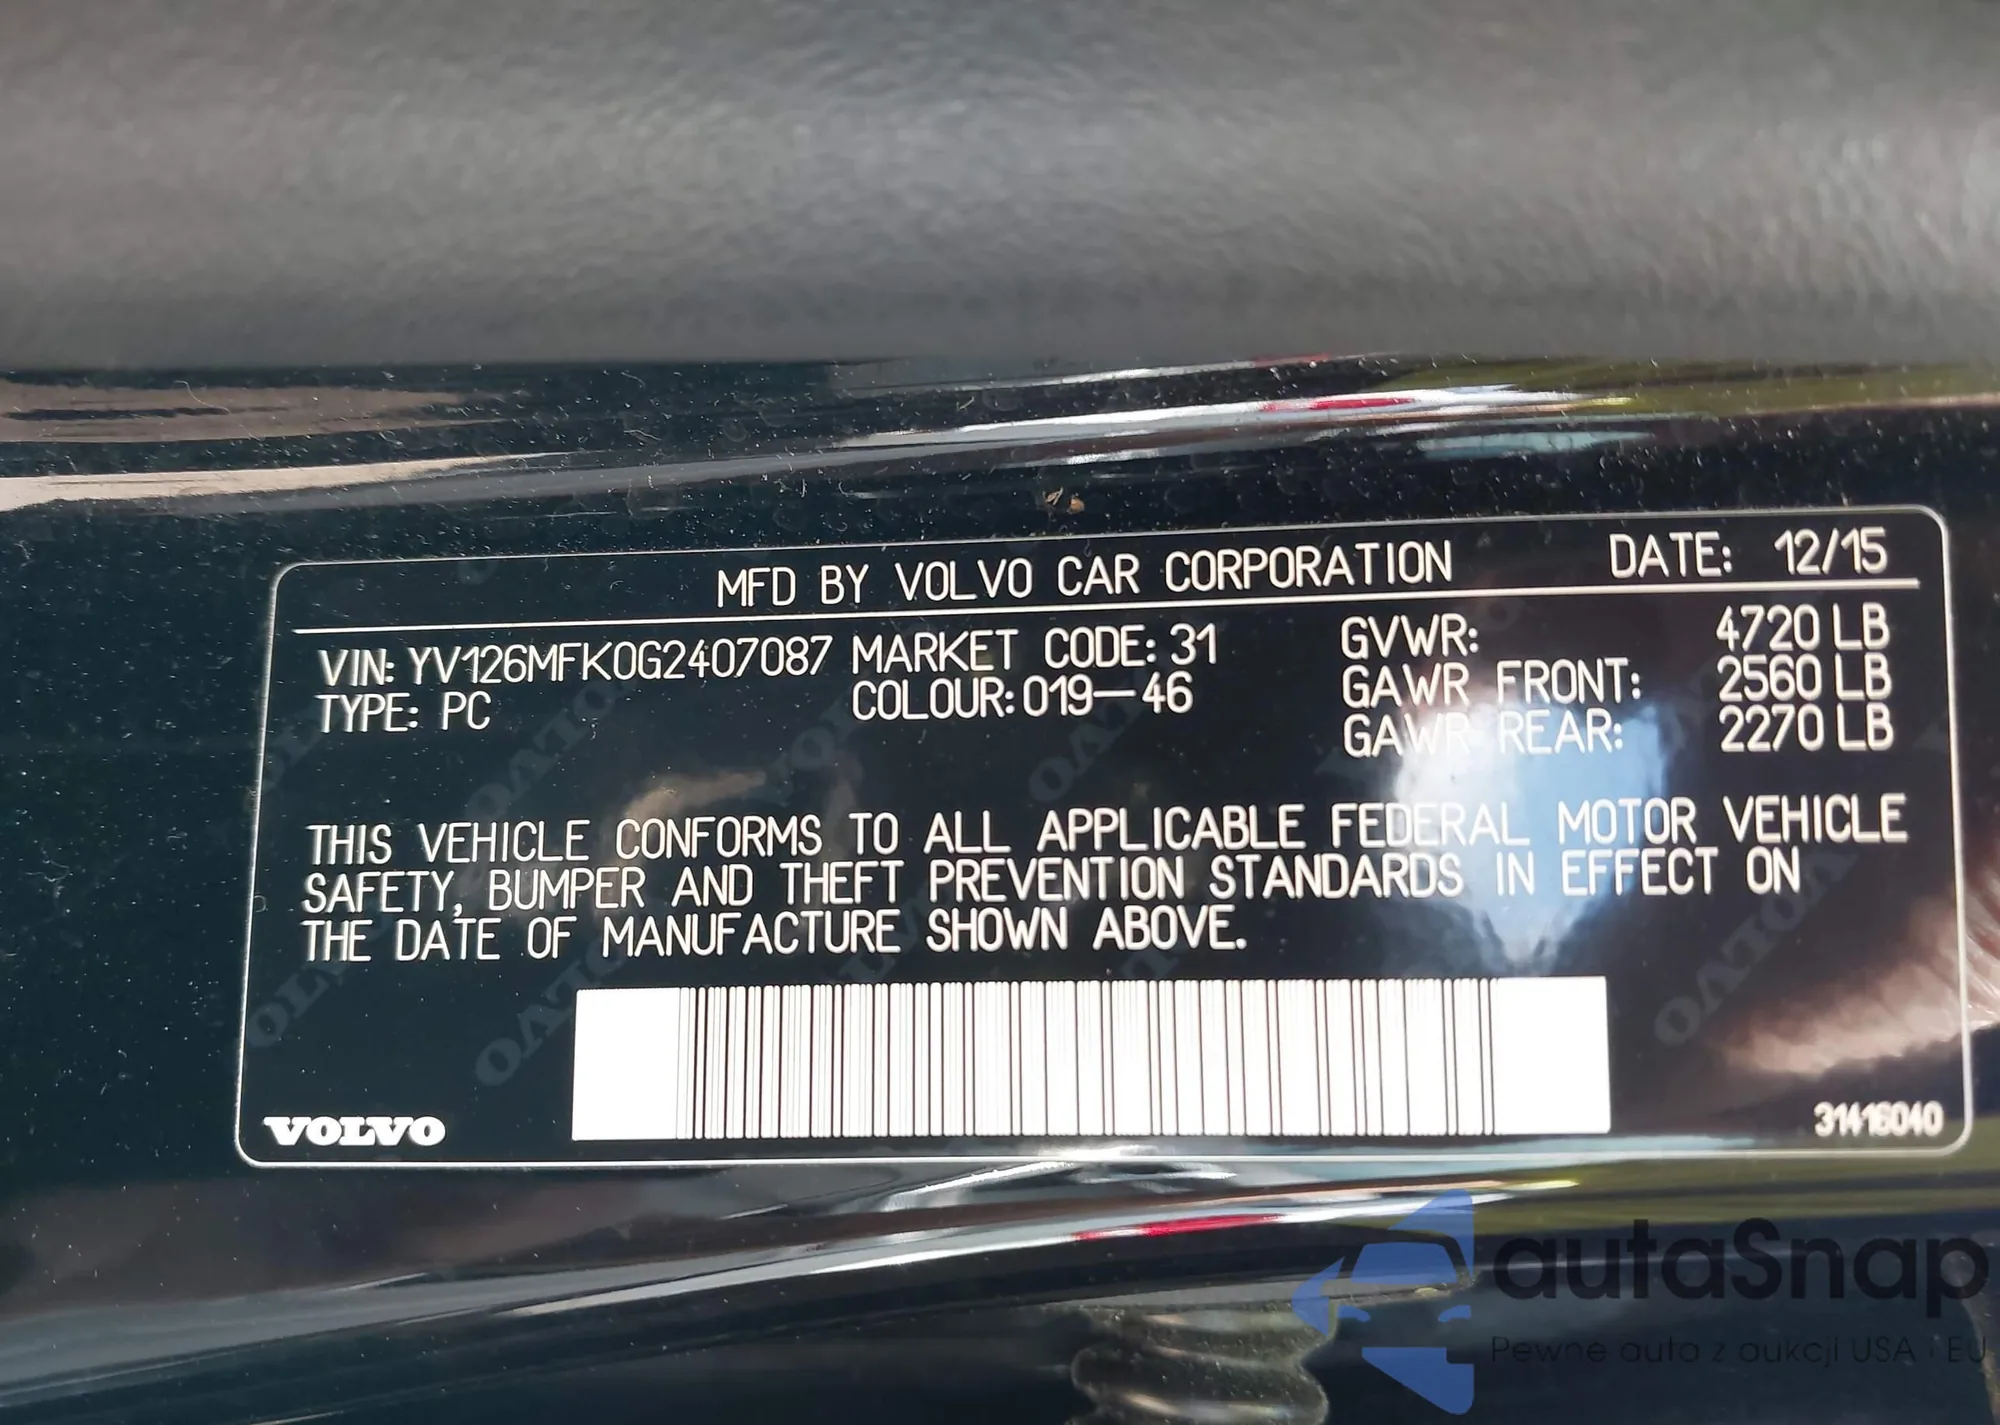 MFD BY VOLVO CAR CORPORATION DATE: 12/15
VIN: YV126MFK0G2407087 MARKET CODE: 31 GVWR: 4720 LB
TYPE: PC COLOUR: 019-46 GAWR FRONT: 2560 LB
GAWR REAR: 2270 LB
THIS VEHICLE CONFORMS TO ALL APPLICABLE FEDERAL MOTOR VEHICLE
SAFETY, BUMPER AND THEFT PREVENTION STANDARDS IN EFFECT ON
THE DATE OF MANUFACTURE SHOWN ABOVE.
VOLVO 31416040
autaSnap
Pewne auta z aukcji USA i EU